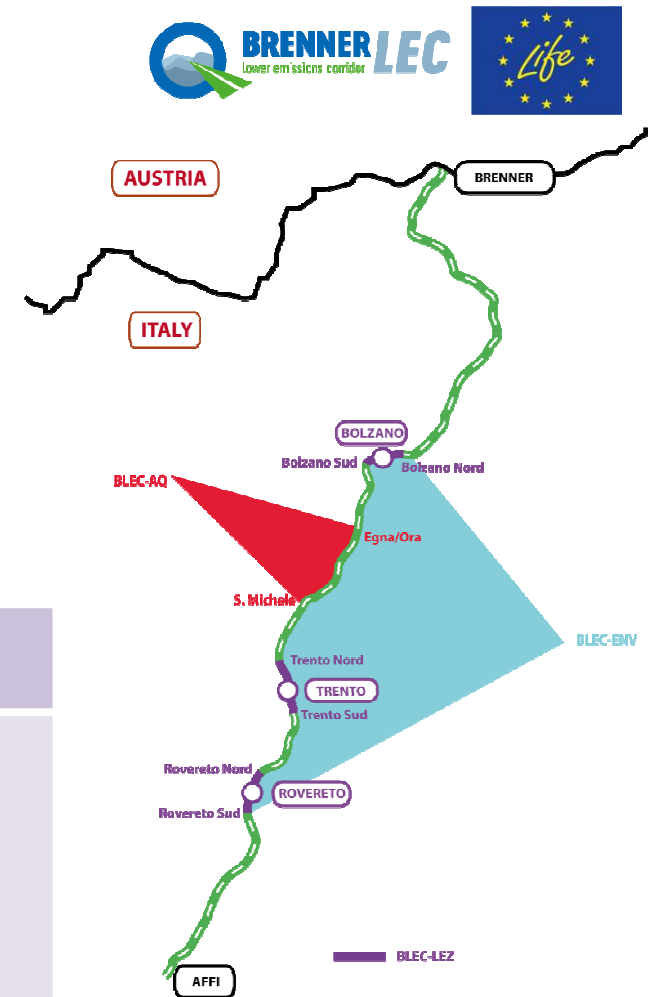 BRENNER LEC
Lower emissions corridor
Life
AUSTRIA
BRENNER
ITALY
BOLZANO
Bolzano Sud
Bolzano Nord
BLEC-AQ
Egna/Ora
S. Michele
BLEC-ENV
Trento Nord
TRENTO
Trento Sud
Rovereto Nord
ROVERETO
Rovereto Sud
BLEC-LEZ
AFFI